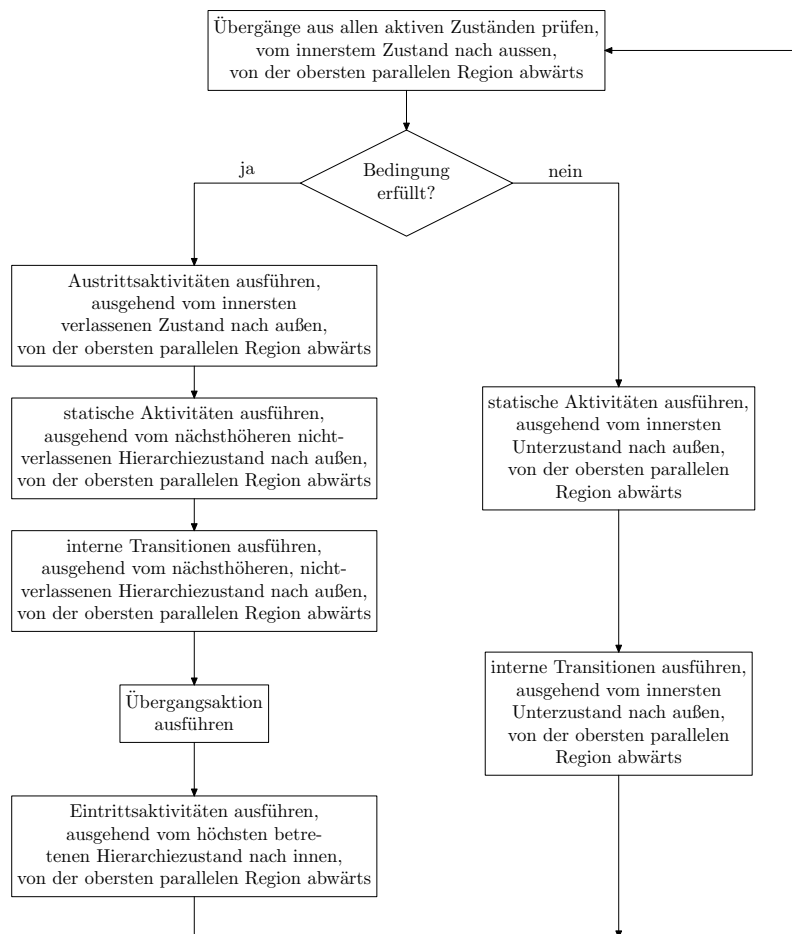 Übergänge aus allen aktiven Zuständen prüfen,
vom innerstem Zustand nach aussen,
von der obersten parallelen Region abwärts
Bedingung
erfüllt?
ja
nein
Austrittsaktivitäten ausführen,
ausgehend vom innersten
verlassenen Zustand nach außen,
von der obersten parallelen Region abwärts
statische Aktivitäten ausführen,
ausgehend vom nächsthöheren nicht-
verlassenen Hierarchiezustand nach außen,
von der obersten parallelen Region abwärts
interne Transitionen ausführen,
ausgehend vom nächsthöheren, nicht-
verlassenen Hierarchiezustand nach außen,
von der obersten parallelen Region abwärts
Übergangsaktion
ausführen
Eintrittsaktivitäten ausführen,
ausgehend vom höchsten betre-
tenen Hierarchiezustand nach innen,
von der obersten parallelen Region abwärts
statische Aktivitäten ausführen,
ausgehend vom innersten
Unterzustand nach außen,
von der obersten parallelen
Region abwärts
interne Transitionen ausführen,
ausgehend vom innersten
Unterzustand nach außen,
von der obersten parallelen
Region abwärts